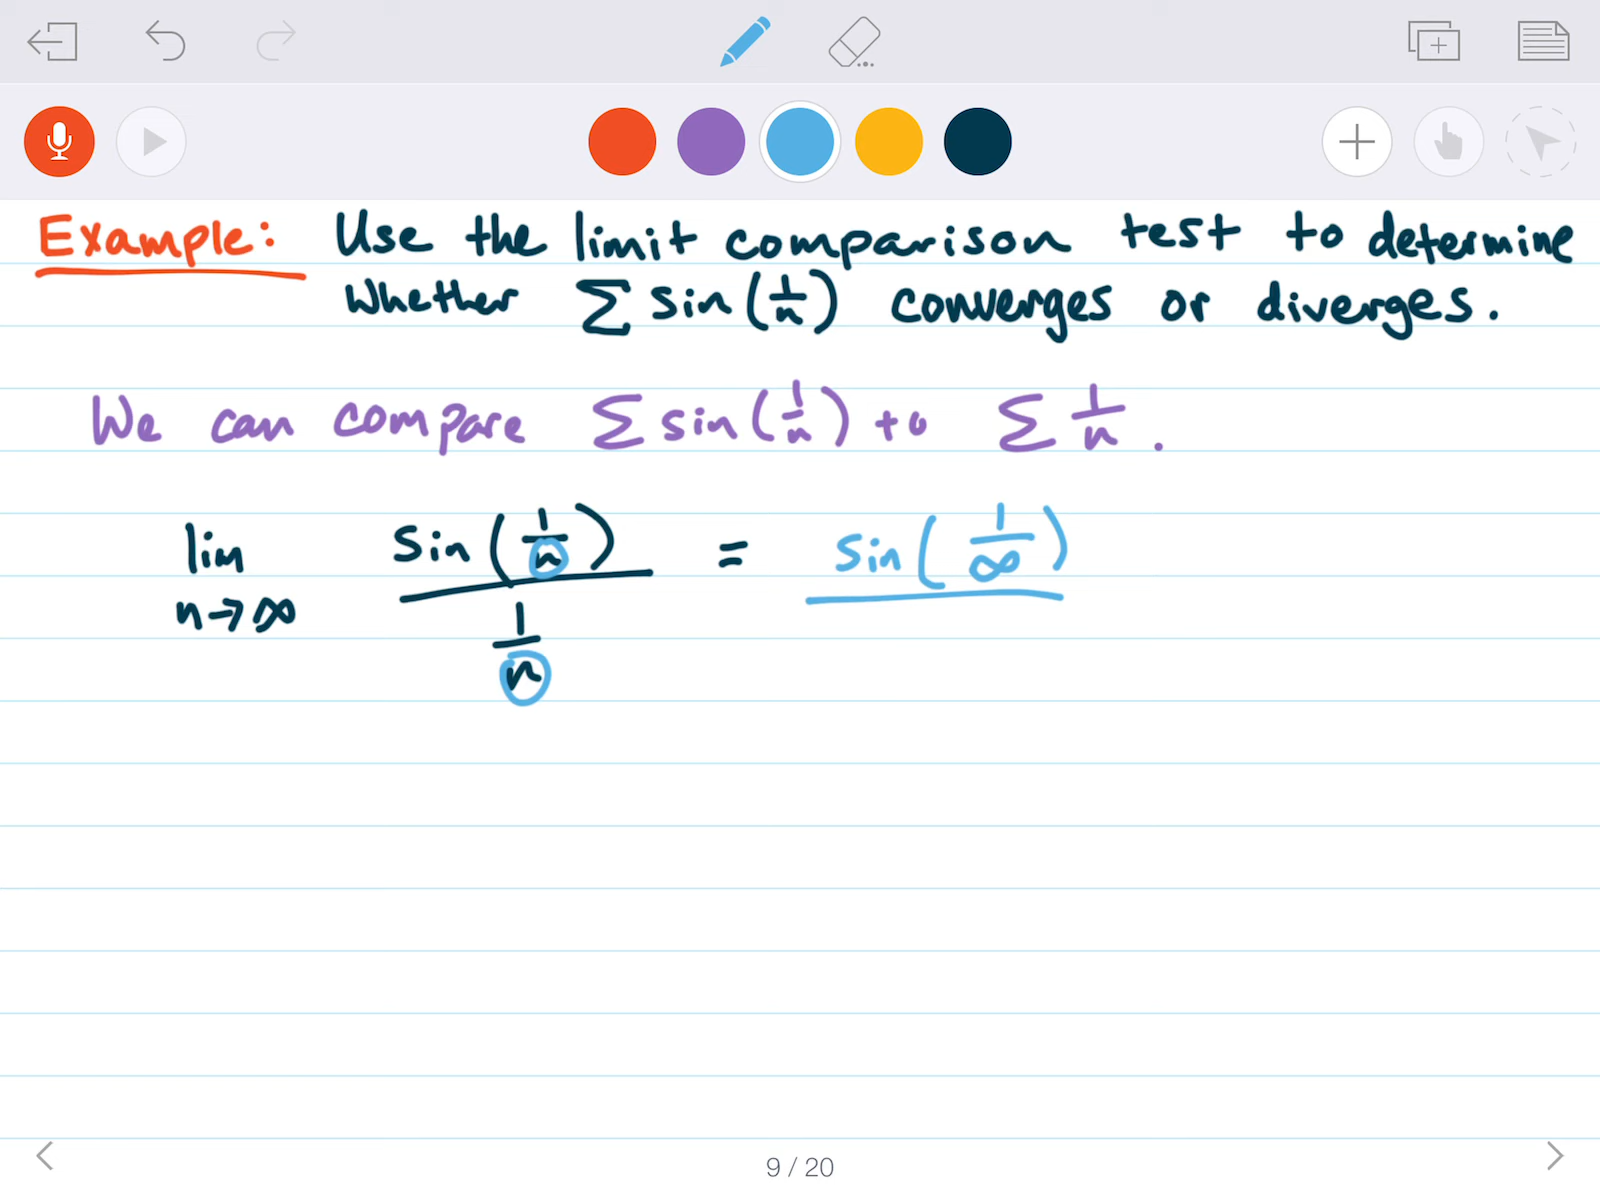 Example: Use the limit comparison test to determine
whether ∑ sin(1/n) converges or diverges.
We can compare ∑ sin(1/n) to ∑ 1/n.
lim n→∞ sin(1/n) / (1/n) = sin(1/∞)
9 / 20